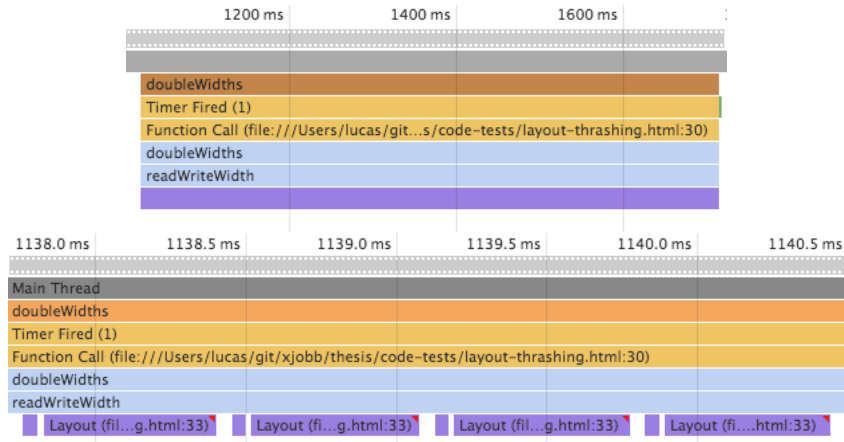 1200 ms 1400 ms 1600 ms
doubleWidths
Timer Fired (1)
Function Call (file:///Users/lucas/git...s/code-tests/layout-thrashing.html:30)
doubleWidths
readWriteWidth
1138.0 ms 1138.5 ms 1139.0 ms 1139.5 ms 1140.0 ms 1140.5 ms
Main Thread
doubleWidths
Timer Fired (1)
Function Call (file:///Users/lucas/git/xjobb/thesis/code-tests/layout-thrashing.html:30)
doubleWidths
readWriteWidth
Layout (fil...g.html:33) Layout (fi...g.html:33) Layout (fil...g.html:33) Layout (fi....html:33)